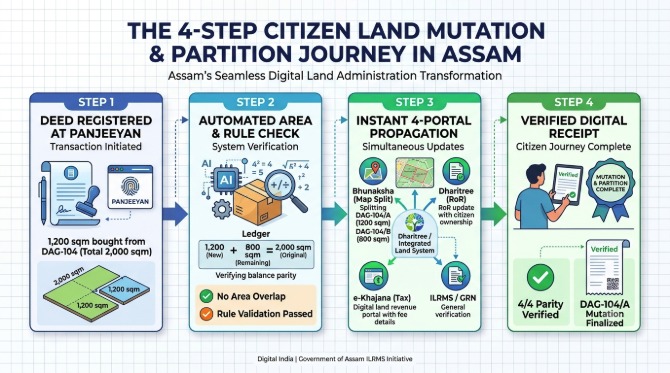 THE 4-STEP CITIZEN LAND MUTATION
& PARTITION JOURNEY IN ASSAM
Assam's Seamless Digital Land Administration Transformation
STEP 1
DEED REGISTERED
AT PANJEEYAN
Transaction Initiated
PANJEEYAN
1,200 sqm bought from
DAG-104 (Total 2,000 sqm)
2,000 sqm
1,200 sqm
1,200 sqm
STEP 2
AUTOMATED AREA
& RULE CHECK
System Verification
AI
AI
+/÷
Ledger
1,200
(New)
+
800
sqm
(Remaining)
=
2,000 sqm
(Original)
Verifying balance parity
No Area Overlap
Rule Validation Passed
STEP 3
INSTANT 4-PORTAL
PROPAGATION
Simultaneous Updates
Bhunaksha
(Map Split)
Splitting
DAG-104/A
(1200 sqm)
DAG-104/B
(800 sqm)
Dharitree
(RoR)
RoR update
with citizen
ownership
Dharitree /
Integrated
Land System
e-Khajana (Tax)
Digital land revenue
portal with fee
details
ILRMS / GRN
General
verification
STEP 4
VERIFIED DIGITAL
RECEIPT
Citizen Journey Complete
Verified
MUTATION
& PARTITION
COMPLETE
4/4 Parity
Verified
Verified
DAG-104/A
Mutation
Finalized
Digital India | Government of Assam ILRMS Initiative